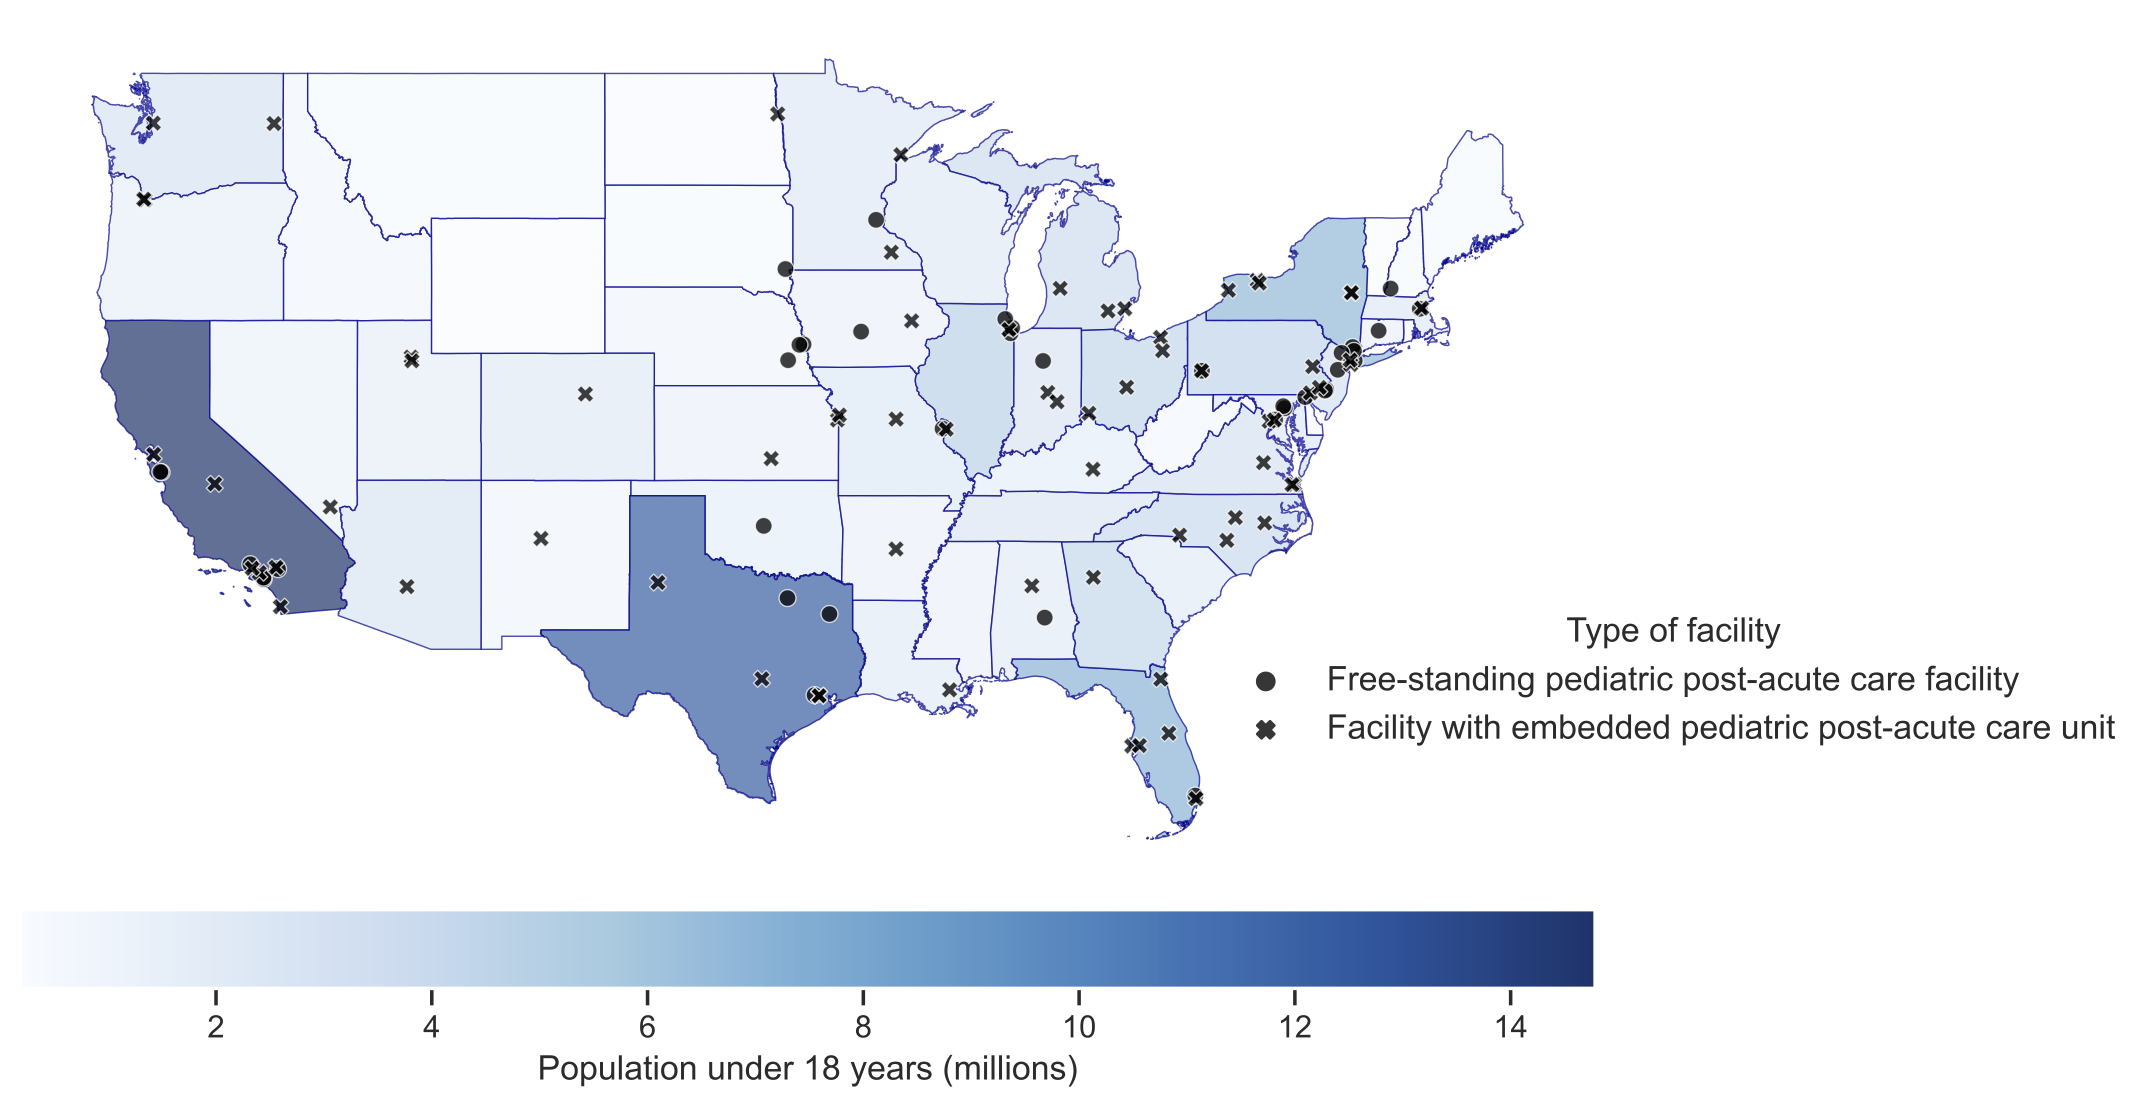 Type of facility
Free-standing pediatric post-acute care facility
Facility with embedded pediatric post-acute care unit
2 4 6 8 10 12 14
Population under 18 years (millions)